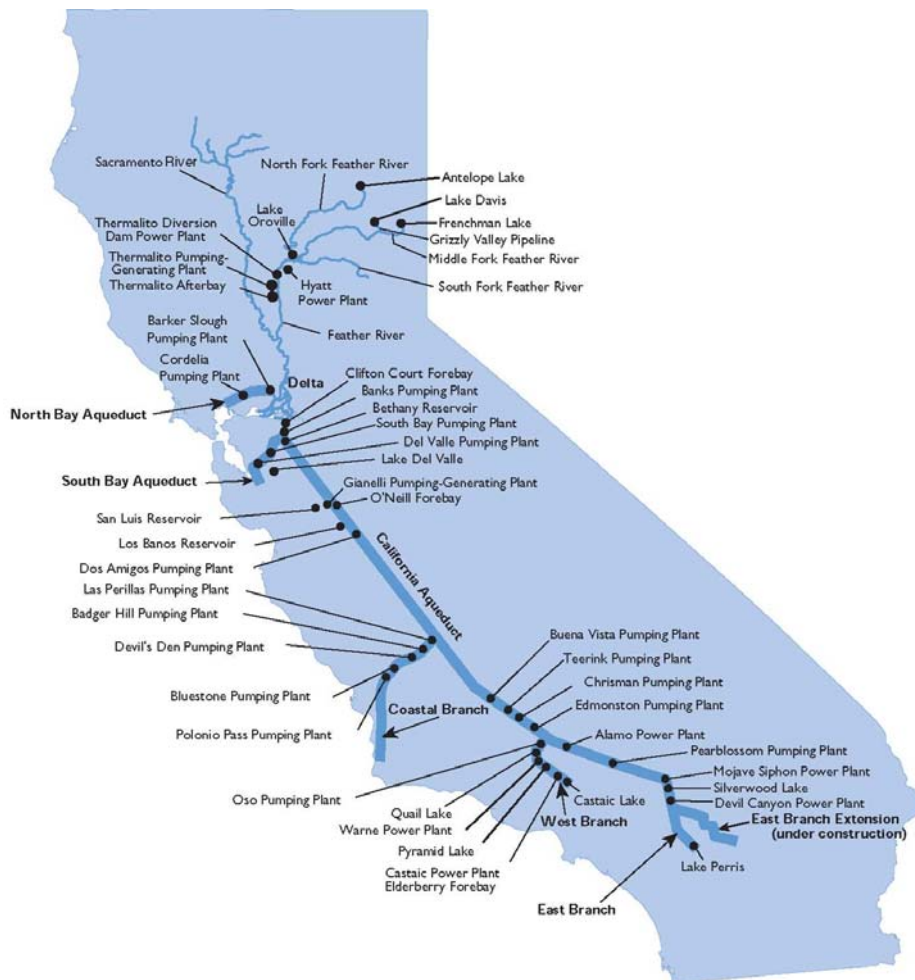 Sacramento River
North Fork Feather River
Antelope Lake
Lake Davis
Lake
Oroville
Frenchman Lake
Thermalito Diversion
Dam Power Plant
Grizzly Valley Pipeline
Middle Fork Feather River
Thermalito Pumping-
Generating Plant
Hyatt
Power Plant
South Fork Feather River
Thermalito Afterbay
Barker Slough
Pumping Plant
Feather River
Cordelia
Pumping Plant
Delta
Clifton Court Forebay
Banks Pumping Plant
North Bay Aqueduct
Bethany Reservoir
South Bay Pumping Plant
Del Valle Pumping Plant
Lake Del Valle
South Bay Aqueduct
Gianelli Pumping-Generating Plant
O'Neill Forebay
San Luis Reservoir
Los Banos Reservoir
California Aqueduct
Dos Amigos Pumping Plant
Las Perillas Pumping Plant
Badger Hill Pumping Plant
Devil's Den Pumping Plant
Buena Vista Pumping Plant
Teerink Pumping Plant
Chrisman Pumping Plant
Bluestone Pumping Plant
Coastal Branch
Edmonston Pumping Plant
Polonio Pass Pumping Plant
Alamo Power Plant
Pearblossom Pumping Plant
Mojave Siphon Power Plant
Silverwood Lake
Devil Canyon Power Plant
Oso Pumping Plant
Castaic Lake
Quail Lake
West Branch
East Branch Extension
(under construction)
Warne Power Plant
Pyramid Lake
Castaic Power Plant
Elderberry Forebay
Lake Perris
East Branch